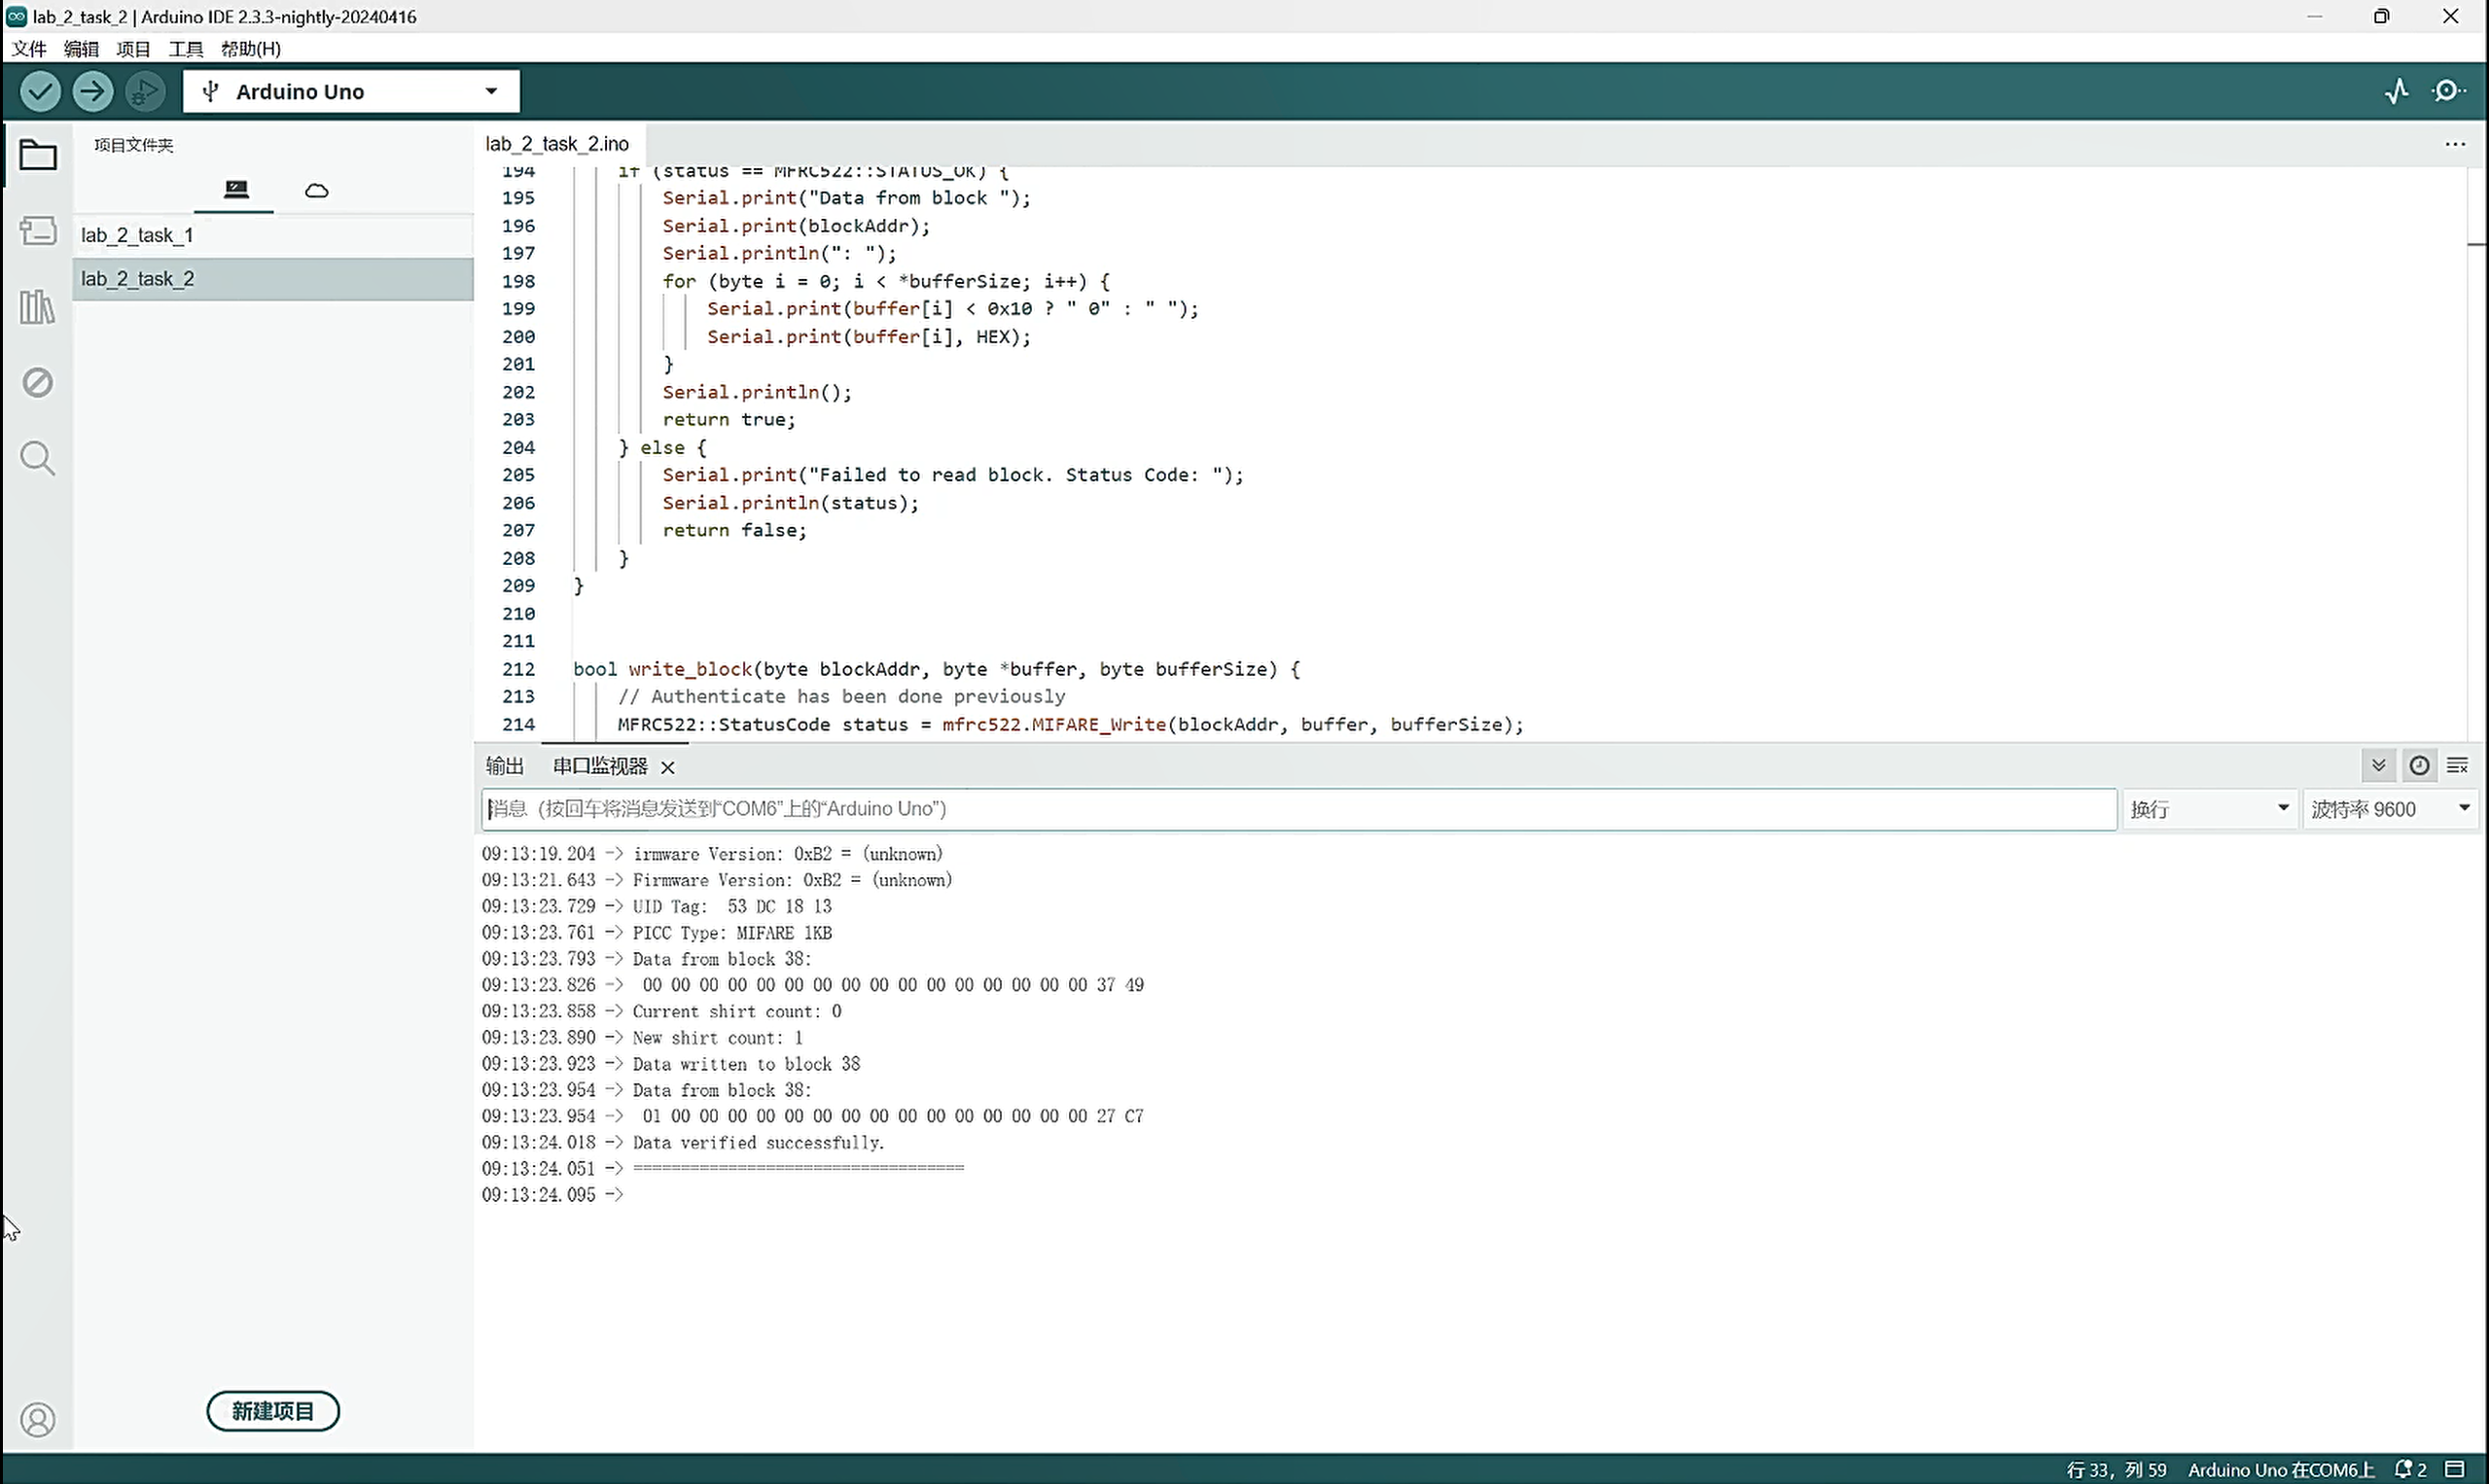 lab_2_task_2 | Arduino IDE 2.3.3-nightly-20240416
文件 编辑 项目 工具 帮助(H)
Arduino Uno
项目文件夹
lab_2_task_1
lab_2_task_2
lab_2_task_2.ino
194 if (status == MFRC522::STATUS_OK) {
195 Serial.print("Data from block ");
196 Serial.print(blockAddr);
197 Serial.println(": ");
198 for (byte i = 0; i < *bufferSize; i++) {
199 Serial.print(buffer[i] < 0x10 ? " 0" : " ");
200 Serial.print(buffer[i], HEX);
201 }
202 Serial.println();
203 return true;
204 } else {
205 Serial.print("Failed to read block. Status Code: ");
206 Serial.println(status);
207 return false;
208 }
209 }
210
211
212 bool write_block(byte blockAddr, byte *buffer, byte bufferSize) {
213 // Authenticate has been done previously
214 MFRC522::StatusCode status = mfrc522.MIFARE_Write(blockAddr, buffer, bufferSize);
输出 串口监视器
消息（按回车将消息发送到“COM6”上的“Arduino Uno”）
换行
波特率 9600
09:13:19.204 -> irmware Version: 0xB2 = (unknown)
09:13:21.643 -> Firmware Version: 0xB2 = (unknown)
09:13:23.729 -> UID Tag:  53 DC 18 13
09:13:23.761 -> PICC Type: MIFARE 1KB
09:13:23.793 -> Data from block 38:
09:13:23.826 ->  00 00 00 00 00 00 00 00 00 00 00 00 00 00 00 00 37 49
09:13:23.858 -> Current shirt count: 0
09:13:23.890 -> New shirt count: 1
09:13:23.923 -> Data written to block 38
09:13:23.954 -> Data from block 38:
09:13:23.954 ->  01 00 00 00 00 00 00 00 00 00 00 00 00 00 00 00 27 C7
09:13:24.018 -> Data verified successfully.
09:13:24.051 -> ===================================
09:13:24.095 ->
新建项目
行 33，列 59 Arduino Uno 在COM6上 2